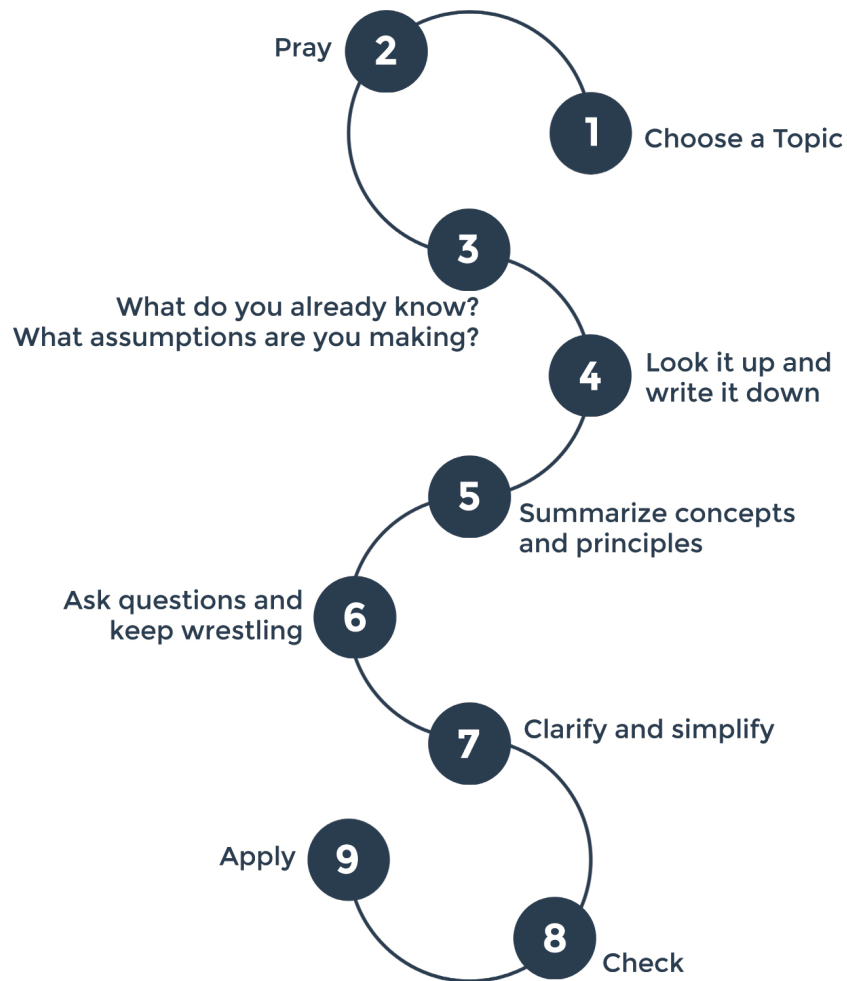 1
Choose a Topic
2
Pray
3
What do you already know?
What assumptions are you making?
4
Look it up and
write it down
5
Summarize concepts
and principles
6
Ask questions and
keep wrestling
7
Clarify and simplify
8
Check
9
Apply